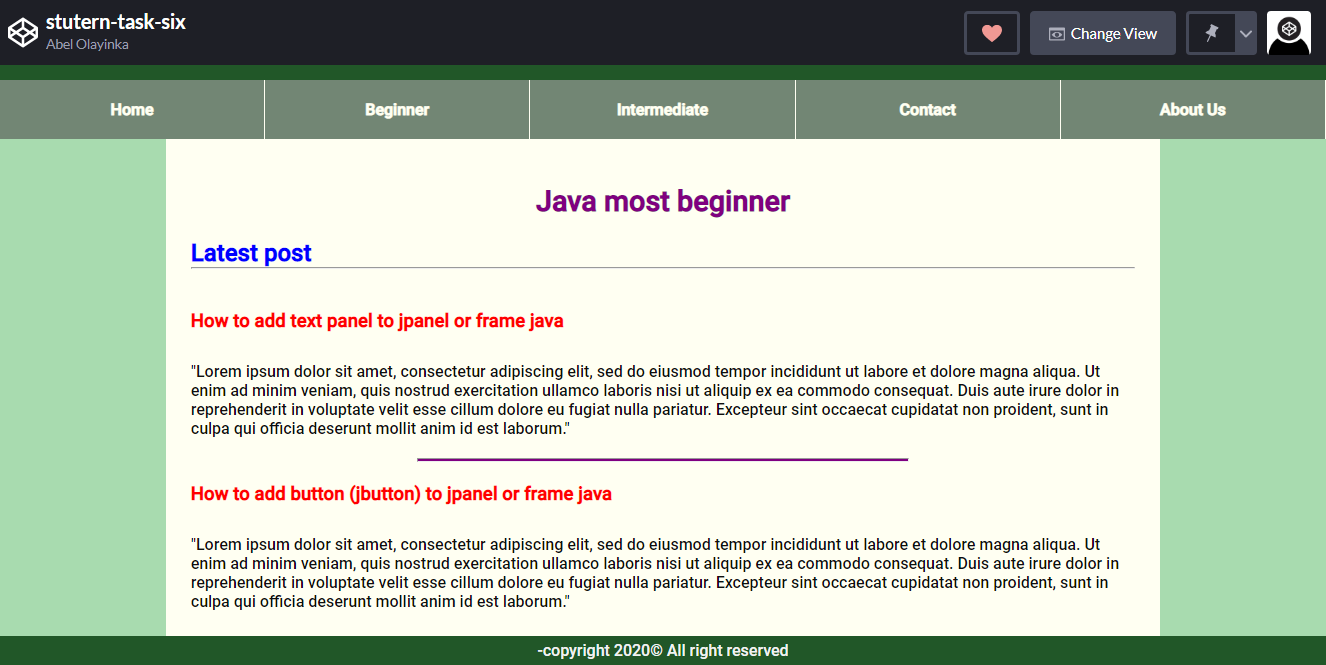 stutern-task-six
Abel Olayinka
Change View
Home
Beginner
Intermediate
Contact
About Us
Java most beginner
Latest post
How to add text panel to jpanel or frame java
"Lorem ipsum dolor sit amet, consectetur adipiscing elit, sed do eiusmod tempor incididunt ut labore et dolore magna aliqua. Ut
enim ad minim veniam, quis nostrud exercitation ullamco laboris nisi ut aliquip ex ea commodo consequat. Duis aute irure dolor in
reprehenderit in voluptate velit esse cillum dolore eu fugiat nulla pariatur. Excepteur sint occaecat cupidatat non proident, sunt in
culpa qui officia deserunt mollit anim id est laborum."
How to add button (jbutton) to jpanel or frame java
"Lorem ipsum dolor sit amet, consectetur adipiscing elit, sed do eiusmod tempor incididunt ut labore et dolore magna aliqua. Ut
enim ad minim veniam, quis nostrud exercitation ullamco laboris nisi ut aliquip ex ea commodo consequat. Duis aute irure dolor in
reprehenderit in voluptate velit esse cillum dolore eu fugiat nulla pariatur. Excepteur sint occaecat cupidatat non proident, sunt in
culpa qui officia deserunt mollit anim id est laborum."
-copyright 2020© All right reserved